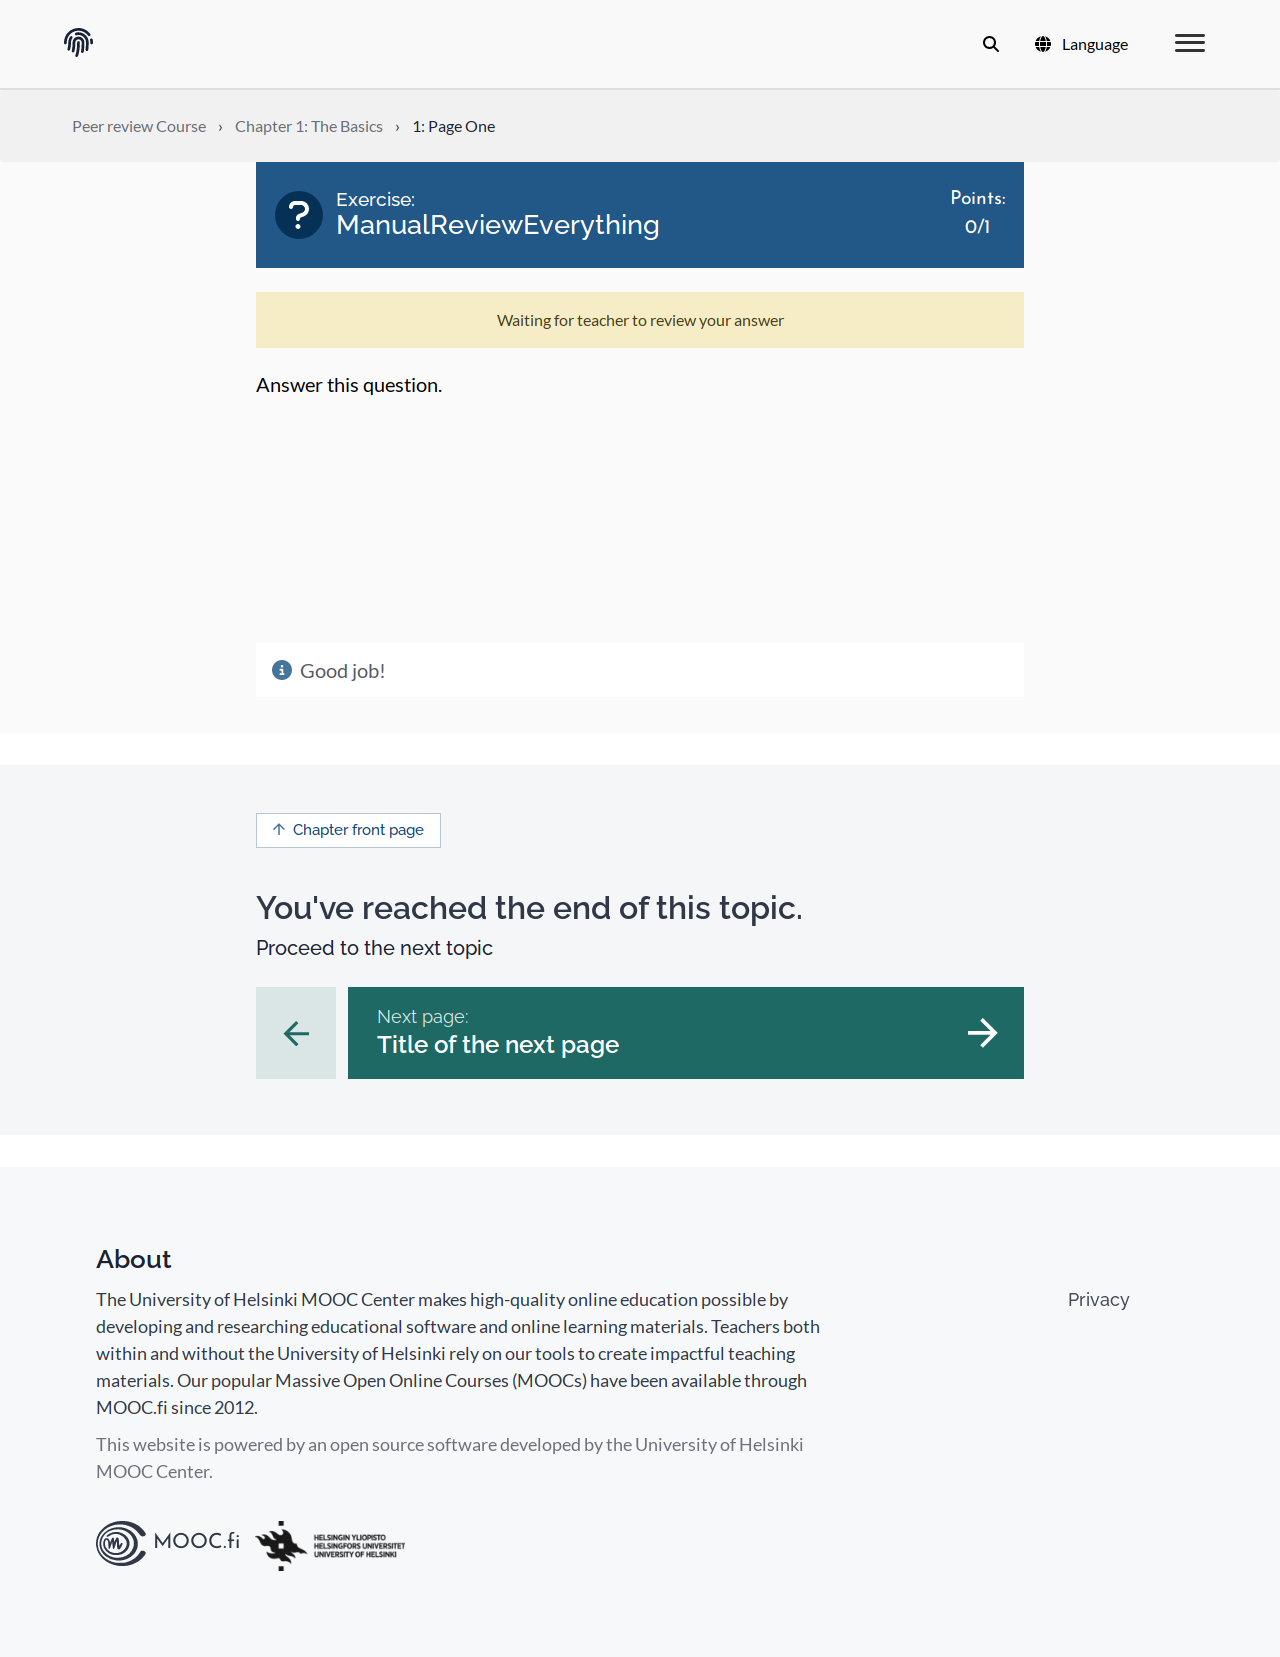 Language
Peer review Course › Chapter 1: The Basics › 1: Page One
Exercise:
ManualReviewEverything
Points:
0/1
Waiting for teacher to review your answer
Answer this question.
Good job!
Chapter front page
You've reached the end of this topic.
Proceed to the next topic
Next page:
Title of the next page
About
The University of Helsinki MOOC Center makes high-quality online education possible by
developing and researching educational software and online learning materials. Teachers both
within and without the University of Helsinki rely on our tools to create impactful teaching
materials. Our popular Massive Open Online Courses (MOOCs) have been available through
MOOC.fi since 2012.
This website is powered by an open source software developed by the University of Helsinki
MOOC Center.
Privacy
MOOC.fi
HELSINGIN YLIOPISTO
HELSINGFORS UNIVERSITET
UNIVERSITY OF HELSINKI